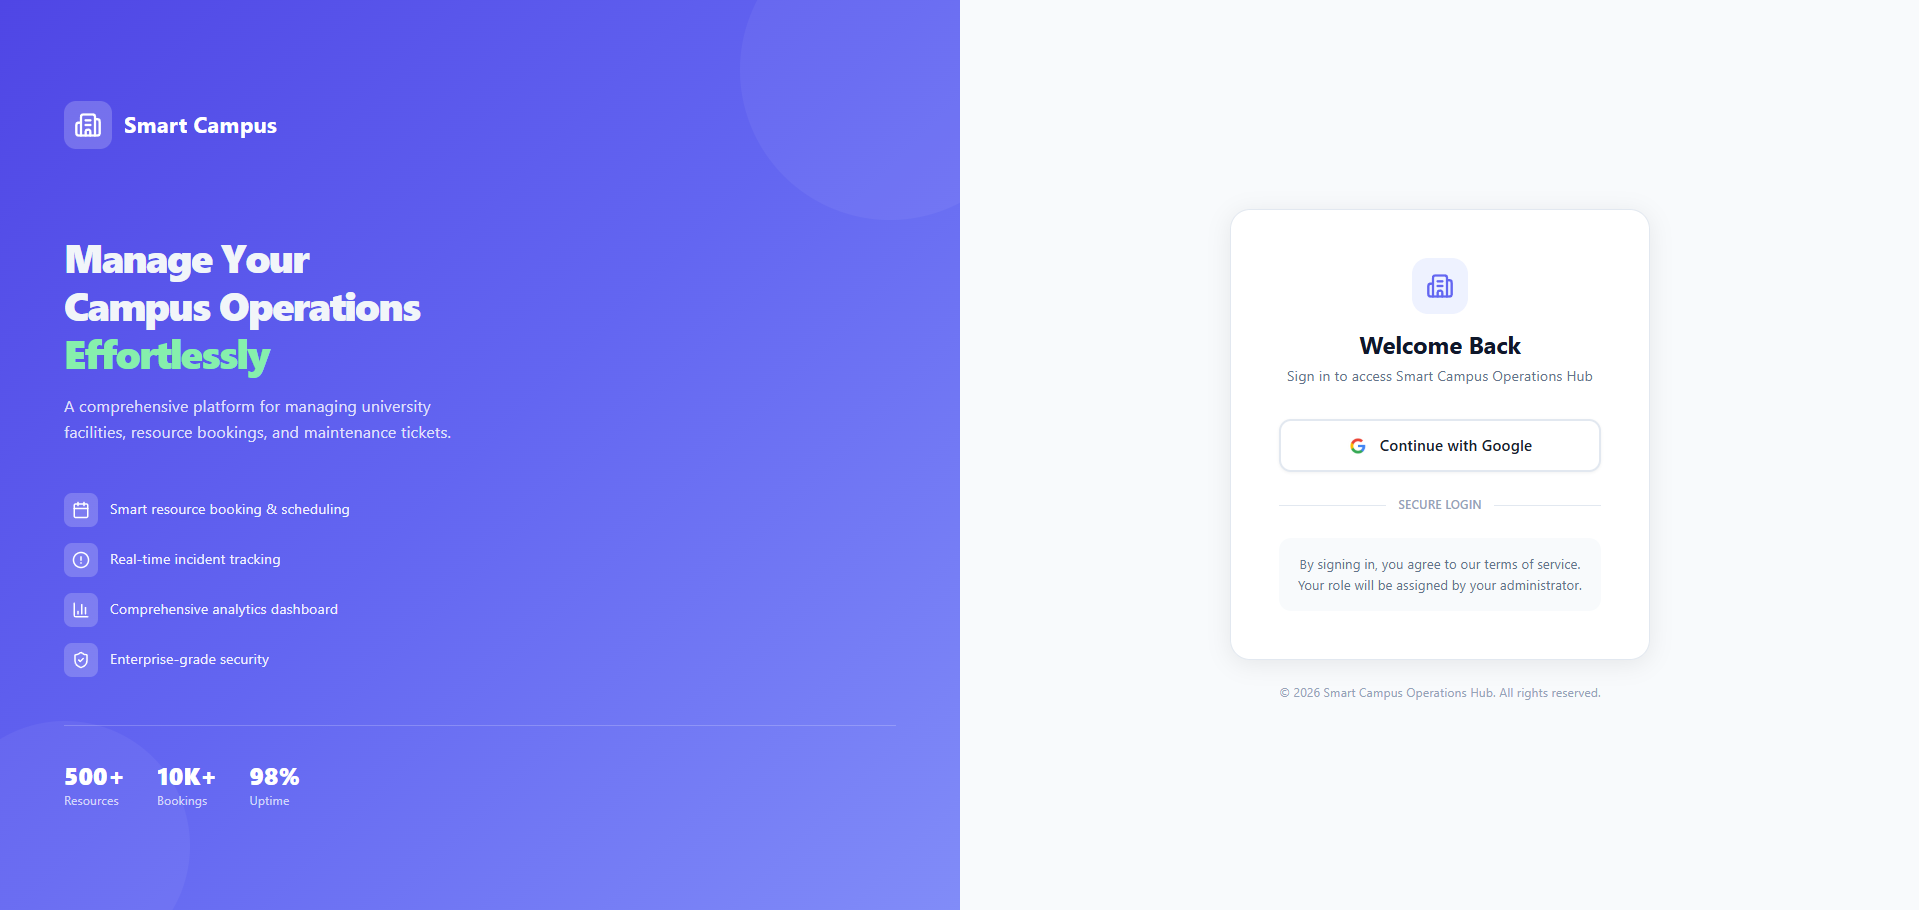 Smart Campus
Manage Your
Campus Operations
Effortlessly
A comprehensive platform for managing university
facilities, resource bookings, and maintenance tickets.
Smart resource booking & scheduling
Real-time incident tracking
Comprehensive analytics dashboard
Enterprise-grade security
500+
Resources
10K+
Bookings
98%
Uptime
Welcome Back
Sign in to access Smart Campus Operations Hub
Continue with Google
SECURE LOGIN
By signing in, you agree to our terms of service.
Your role will be assigned by your administrator.
© 2026 Smart Campus Operations Hub. All rights reserved.